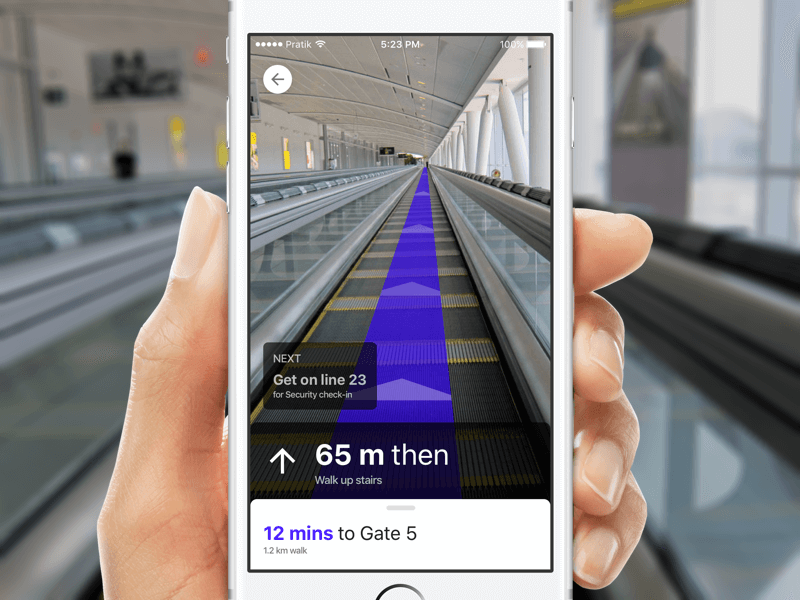 Pratik
5:23 PM
100%
NEXT
Get on line 23
for Security check-in
65 m then
Walk up stairs
12 mins to Gate 5
1.2 km walk